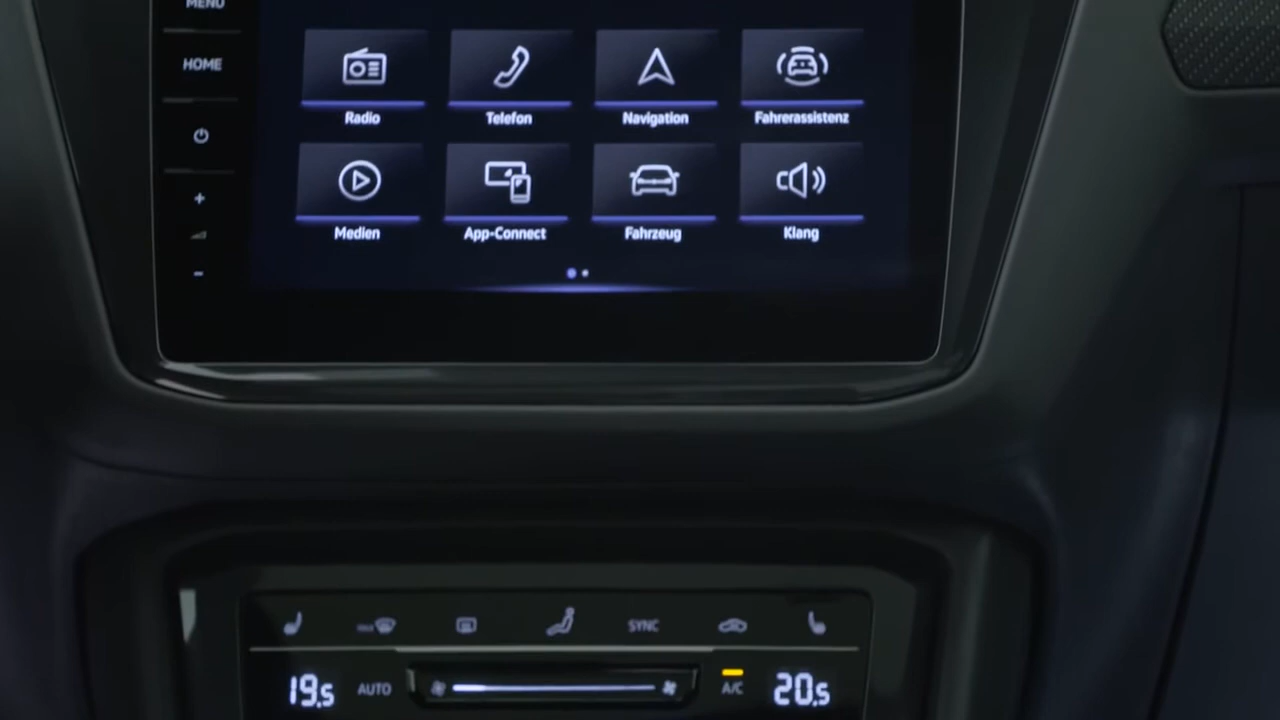 MENU
HOME
Radio
Telefon
Navigation
Fahrerassistenz
Medien
App-Connect
Fahrzeug
Klang
SYNC
19.5
AUTO
A/C
20.5